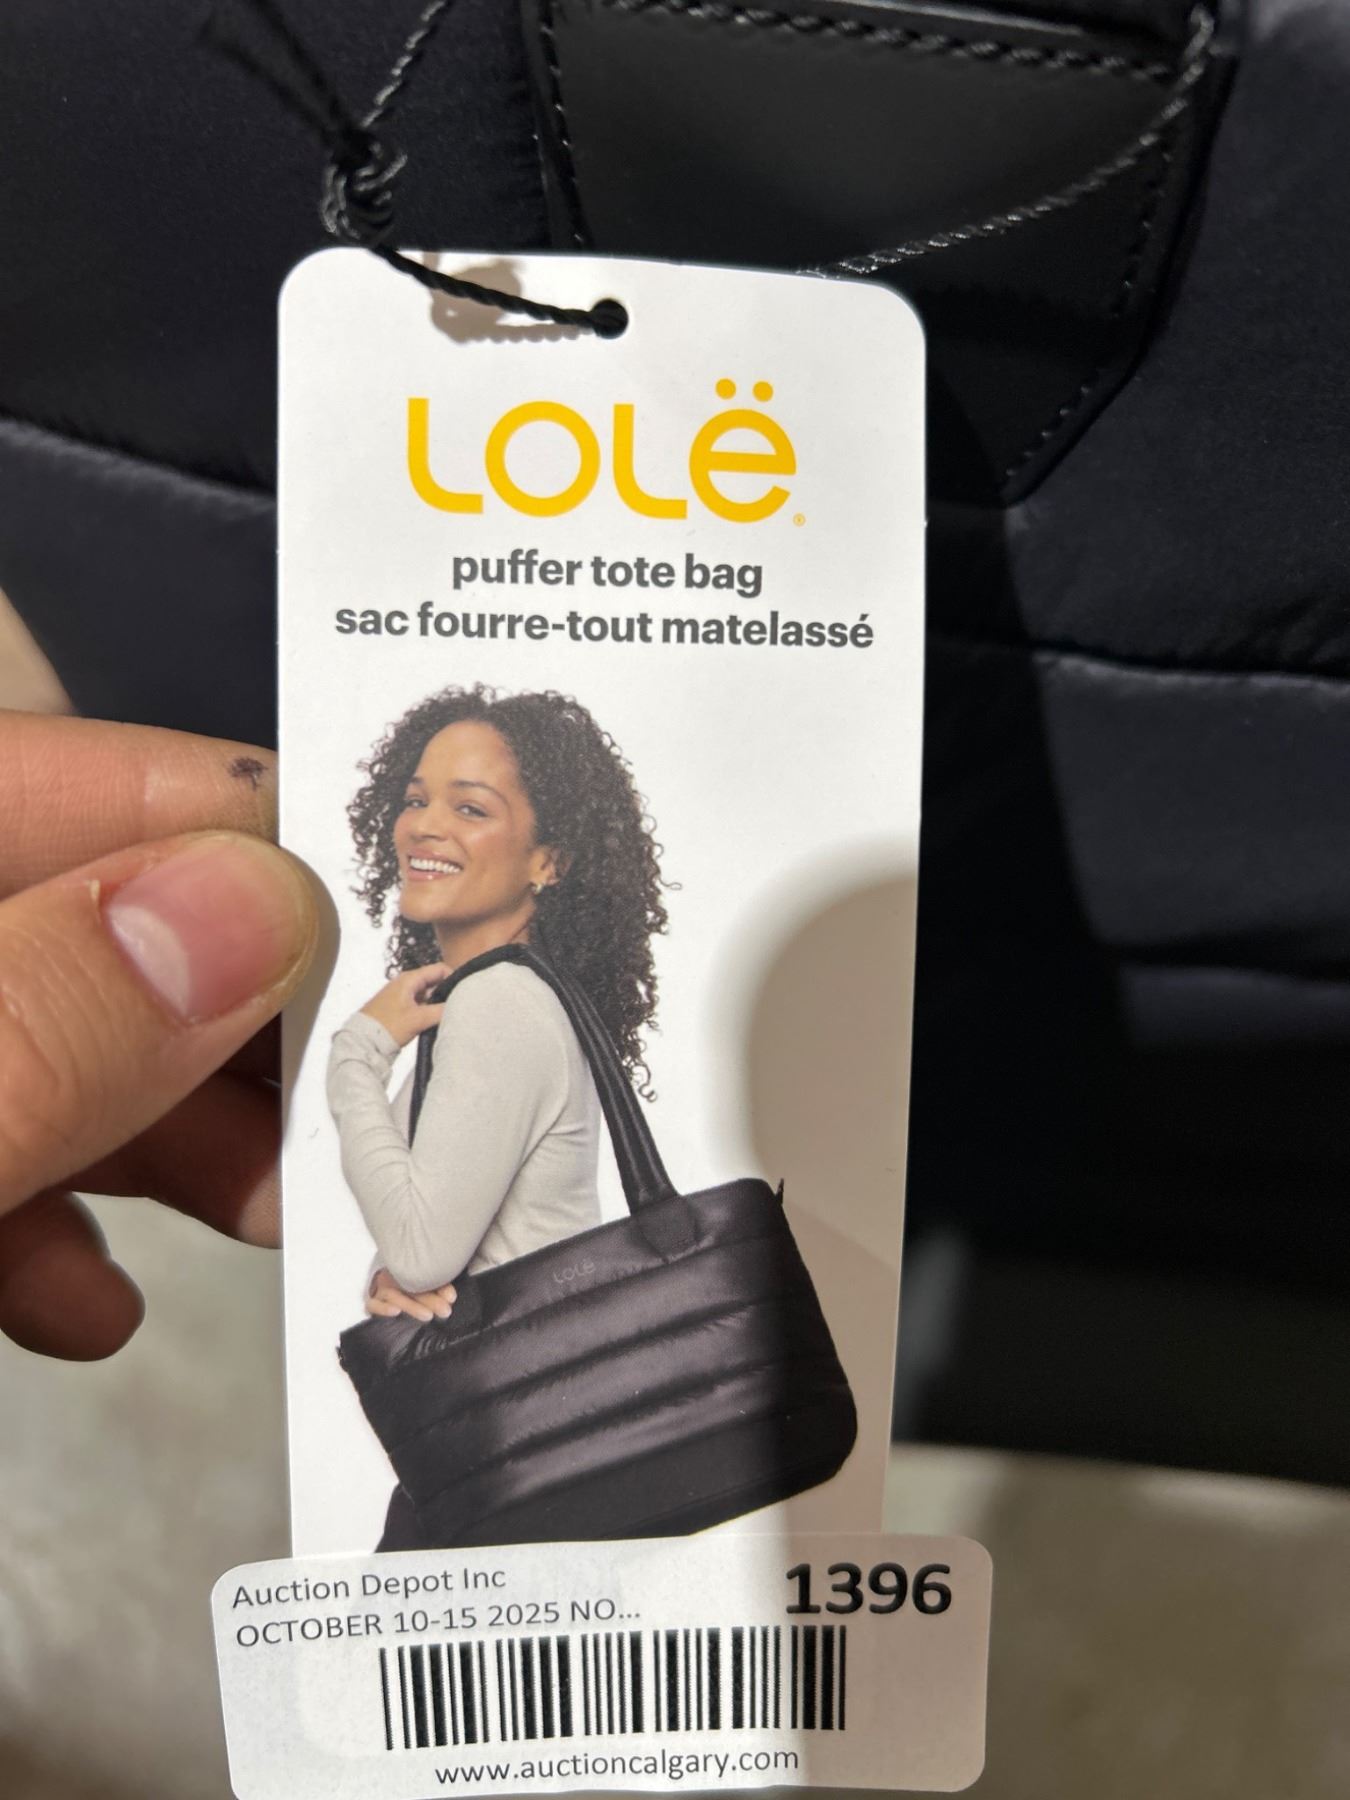 Lolë®
puffer tote bag
sac fourre-tout matelassé
Lolë
Auction Depot Inc
1396
OCTOBER 10-15 2025 NO...
www.auctioncalgary.com